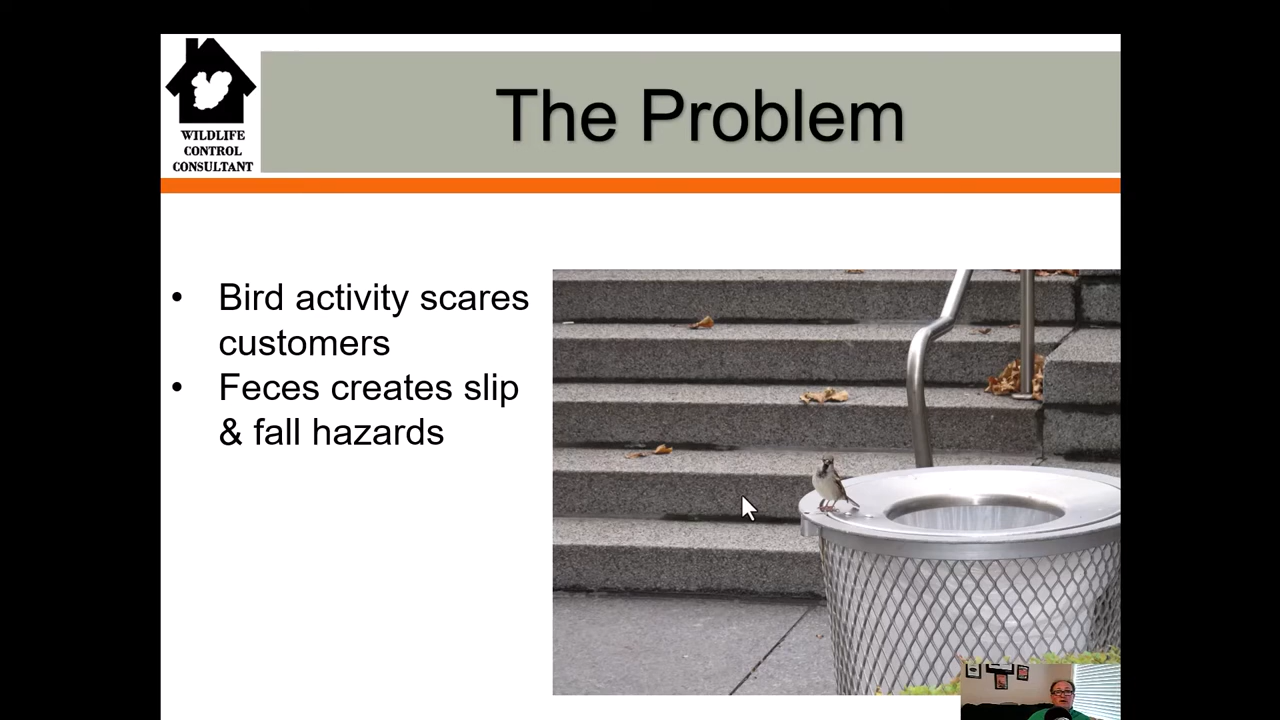 WILDLIFE
CONTROL
CONSULTANT
The Problem
• Bird activity scares
customers
• Feces creates slip
& fall hazards